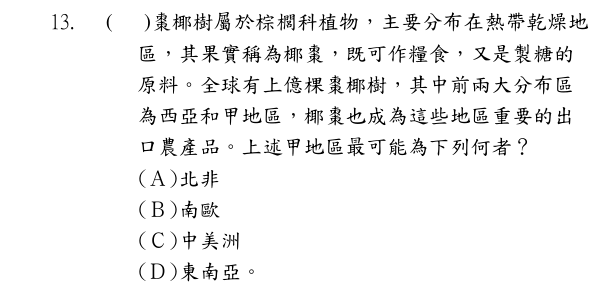 13. ( )棗椰樹屬於棕櫚科植物，主要分布在熱帶乾燥地
區，其果實稱為椰棗，既可作糧食，又是製糖的
原料。全球有上億棵棗椰樹，其中前兩大分布區
為西亞和甲地區，椰棗也成為這些地區重要的出
口農產品。上述甲地區最可能為下列何者？
(A)北非
(B)南歐
(C)中美洲
(D)東南亞。